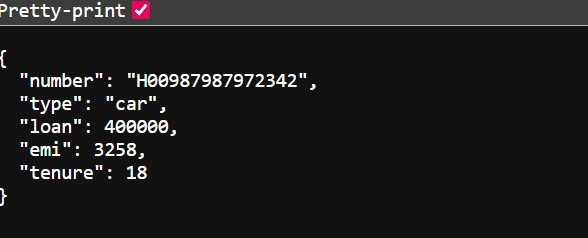 Pretty-print
{
  "number": "H00987987972342",
  "type": "car",
  "loan": 400000,
  "emi": 3258,
  "tenure": 18
}